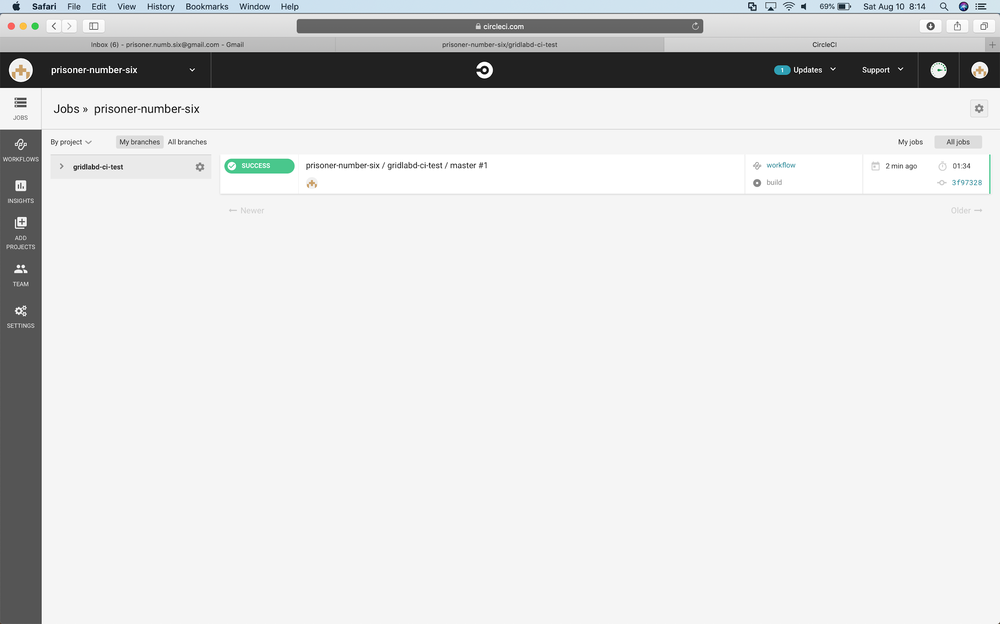 Safari File Edit View History Bookmarks Window Help 69% Sat Aug 10 8:14
circleci.com
Inbox (6) - prisoner.numb.six@gmail.com - Gmail prisoner-number-six/gridlabd-ci-test CircleCI
prisoner-number-six 1 Updates Support
Jobs » prisoner-number-six
JOBS
By project My branches All branches My jobs All jobs
WORKFLOWS
gridlabd-ci-test SUCCESS prisoner-number-six / gridlabd-ci-test / master #1 workflow 2 min ago 01:34
build 3f97328
INSIGHTS
← Newer Older →
ADD
PROJECTS
TEAM
SETTINGS